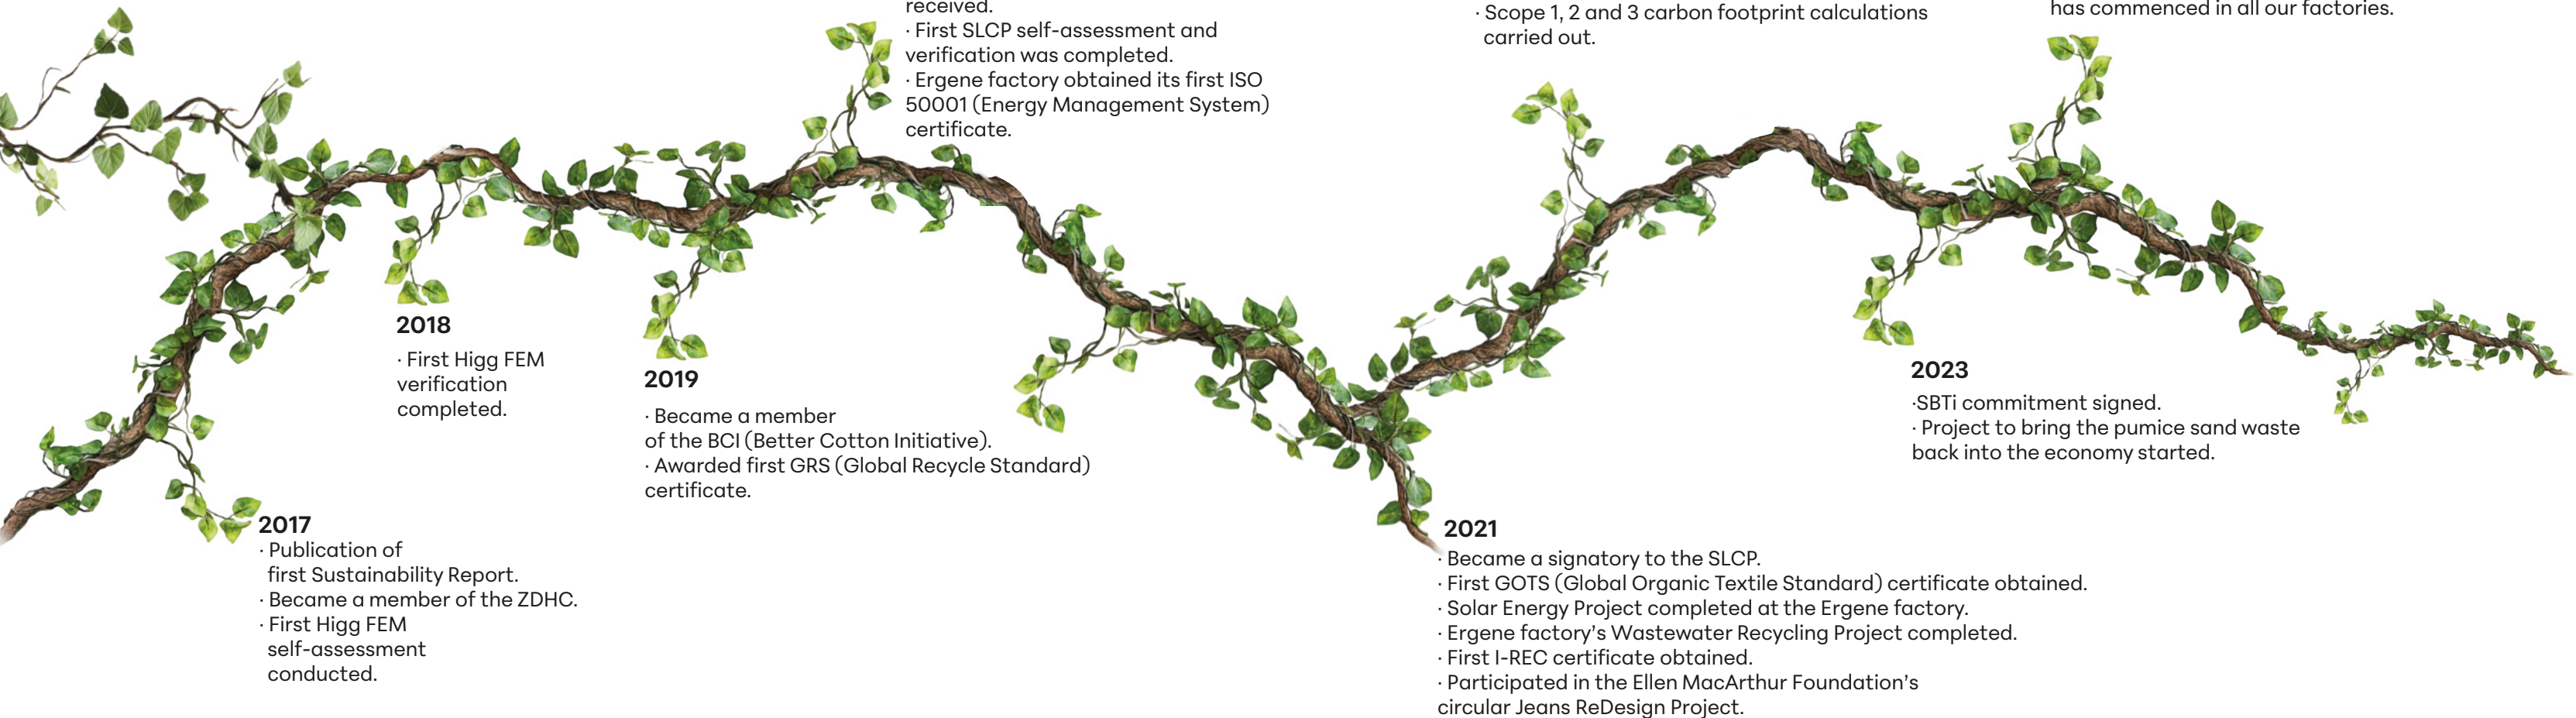 received.
· First SLCP self-assessment and
verification was completed.
· Ergene factory obtained its first ISO
50001 (Energy Management System)
certificate.
· Scope 1, 2 and 3 carbon footprint calculations
carried out.
has commenced in all our factories.
2018
· First Higg FEM
verification
completed.
2019
· Became a member
of the BCI (Better Cotton Initiative).
· Awarded first GRS (Global Recycle Standard)
certificate.
2023
·SBTi commitment signed.
· Project to bring the pumice sand waste
back into the economy started.
2017
· Publication of
first Sustainability Report.
· Became a member of the ZDHC.
· First Higg FEM
self-assessment
conducted.
2021
· Became a signatory to the SLCP.
· First GOTS (Global Organic Textile Standard) certificate obtained.
· Solar Energy Project completed at the Ergene factory.
· Ergene factory’s Wastewater Recycling Project completed.
· First I-REC certificate obtained.
· Participated in the Ellen MacArthur Foundation’s
circular Jeans ReDesign Project.